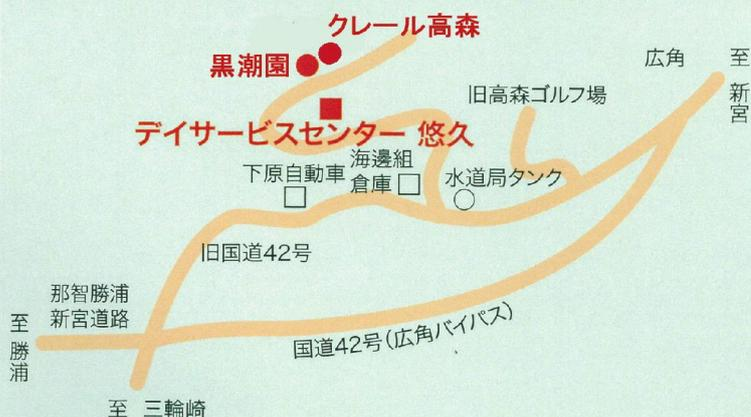 クレール高森
黒潮園
広角
至
新宮
旧高森ゴルフ場
デイサービスセンター 悠久
海邊組
倉庫
下原自動車
水道局タンク
旧国道42号
那智勝浦
新宮道路
至
勝浦
国道42号(広角バイパス)
至 三輪崎